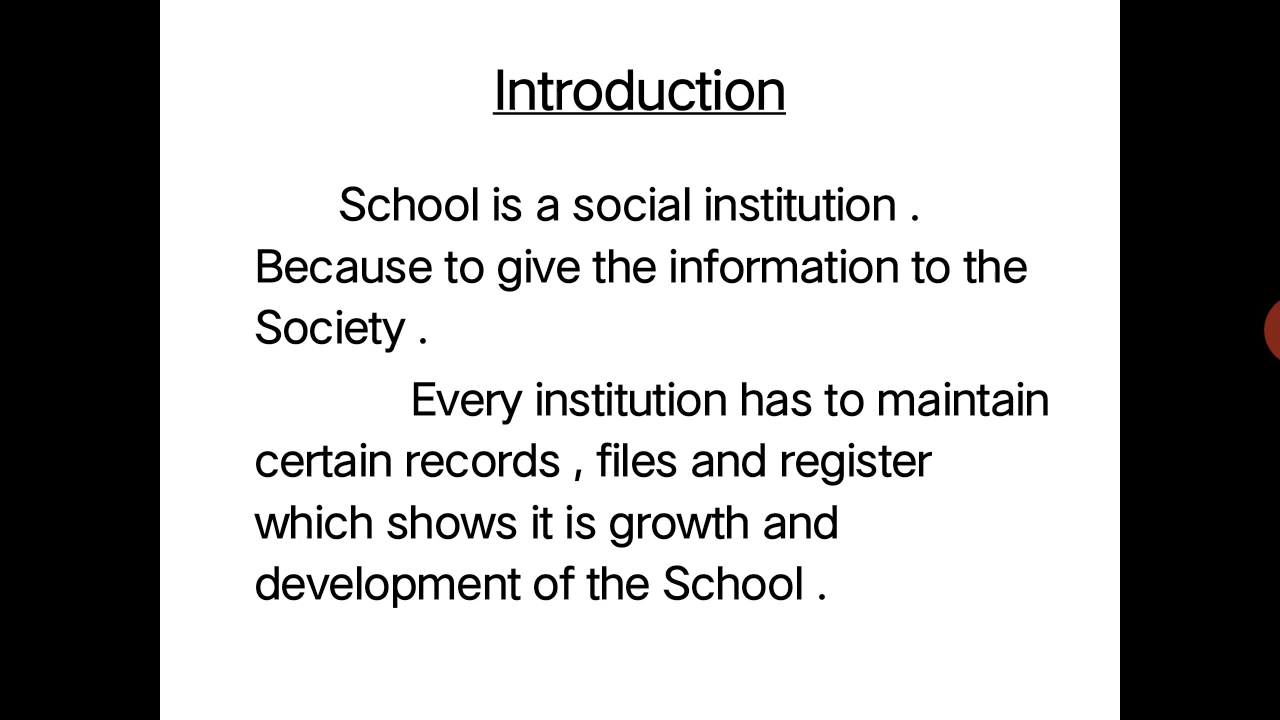 Introduction
School is a social institution .
Because to give the information to the
Society .
Every institution has to maintain
certain records , files and register
which shows it is growth and
development of the School .